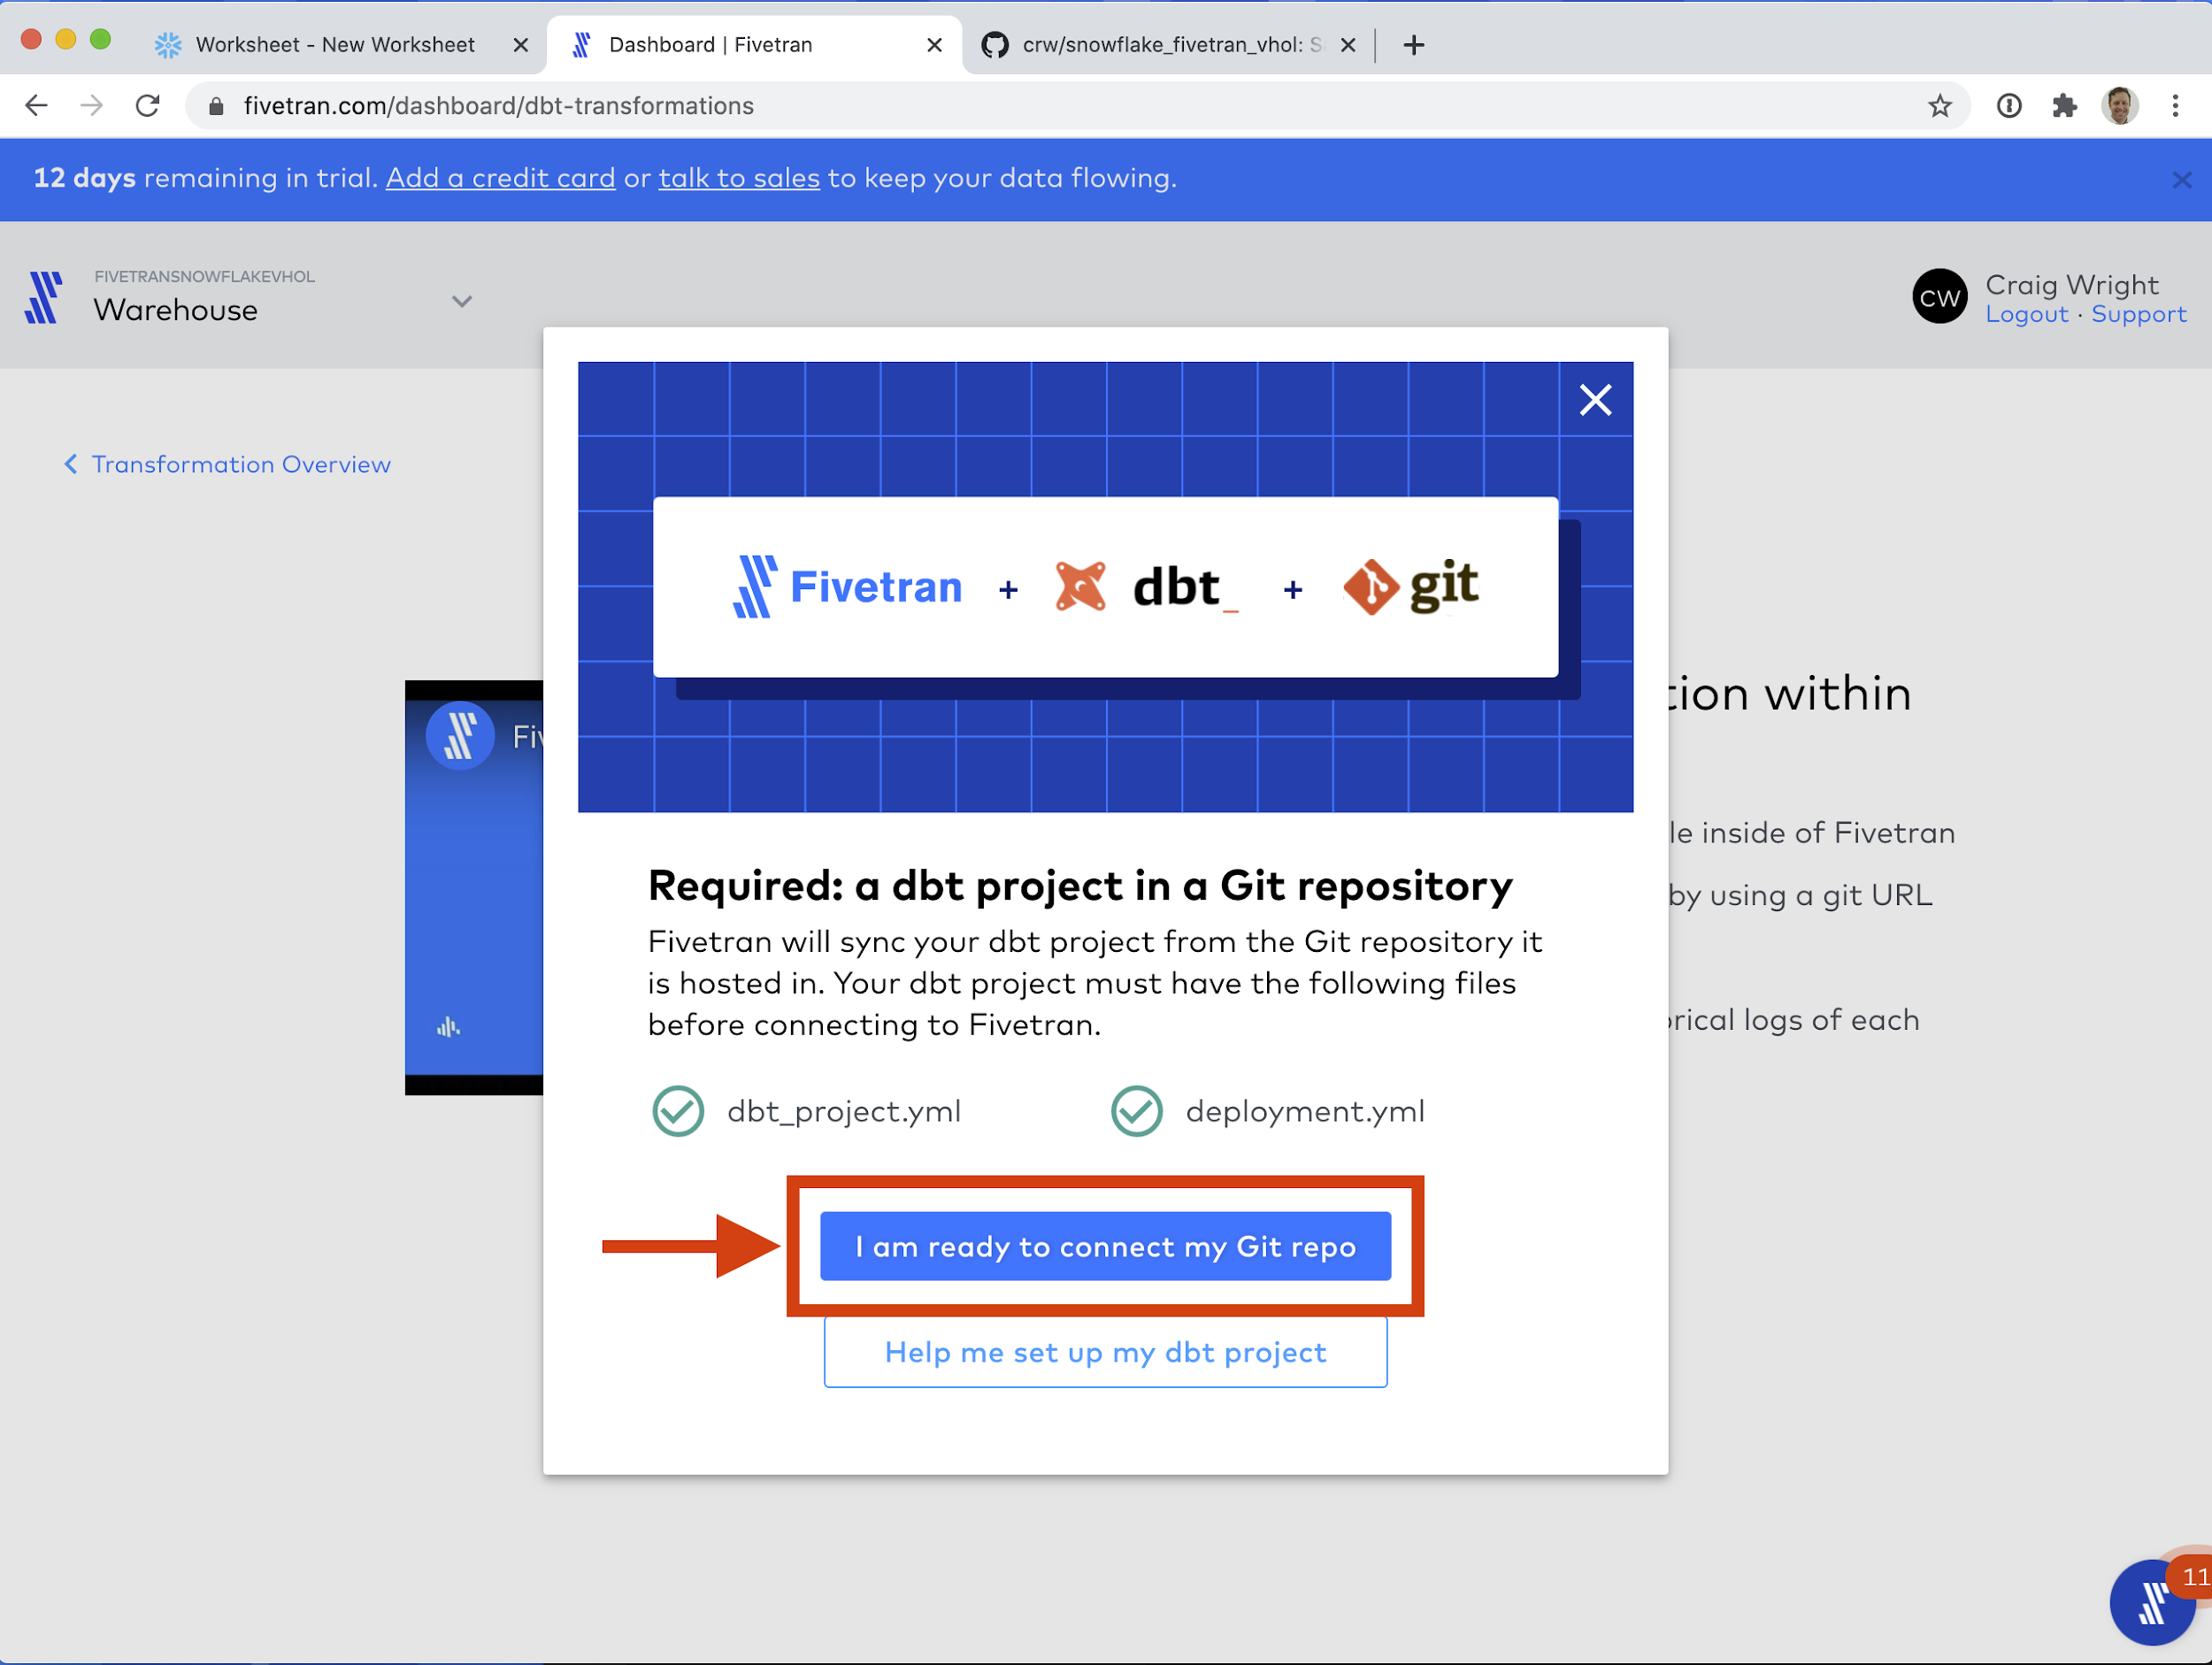 Worksheet - New Worksheet
Dashboard | Fivetran
crw/snowflake_fivetran_vhol: S
fivetran.com/dashboard/dbt-transformations
12 days remaining in trial. Add a credit card or talk to sales to keep your data flowing.
FIVETRANSNOWFLAKEVHOL
Warehouse
CW
Craig Wright
Logout · Support
Transformation Overview
Fivetran + dbt_ + git
tion within
Fiv
le inside of Fivetran
by using a git URL
orical logs of each
Required: a dbt project in a Git repository
Fivetran will sync your dbt project from the Git repository it
is hosted in. Your dbt project must have the following files
before connecting to Fivetran.
dbt_project.yml
deployment.yml
I am ready to connect my Git repo
Help me set up my dbt project
11